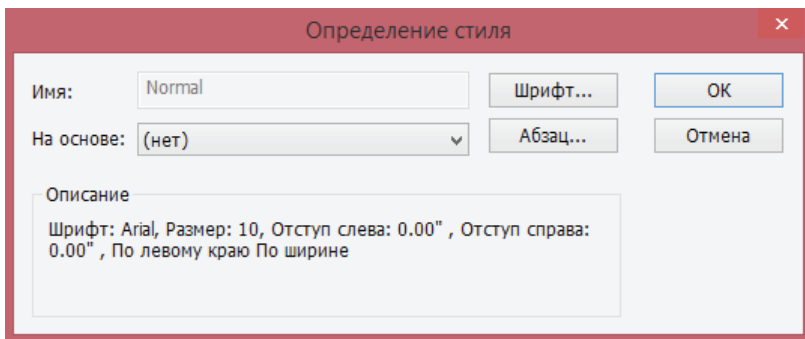 Определение стиля
Имя: Normal Шрифт... ОК
На основе: (нет) Абзац... Отмена
Описание
Шрифт: Arial, Размер: 10, Отступ слева: 0.00" , Отступ справа:
0.00" , По левому краю По ширине